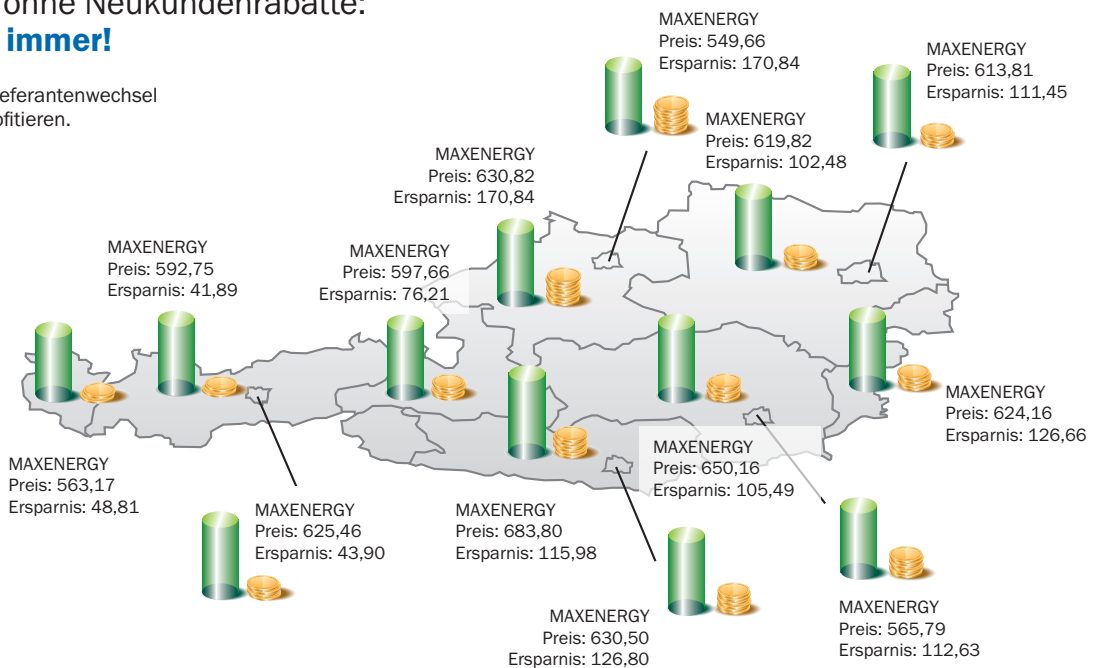 ohne Neukundenrabatte:
immer!
eferantenwechsel
ofitieren.
MAXENERGY
Preis: 549,66
Ersparnis: 170,84
MAXENERGY
Preis: 613,81
Ersparnis: 111,45
MAXENERGY
Preis: 619,82
Ersparnis: 102,48
MAXENERGY
Preis: 630,82
Ersparnis: 170,84
MAXENERGY
Preis: 592,75
Ersparnis: 41,89
MAXENERGY
Preis: 597,66
Ersparnis: 76,21
MAXENERGY
Preis: 624,16
Ersparnis: 126,66
MAXENERGY
Preis: 650,16
Ersparnis: 105,49
MAXENERGY
Preis: 563,17
Ersparnis: 48,81
MAXENERGY
Preis: 625,46
Ersparnis: 43,90
MAXENERGY
Preis: 683,80
Ersparnis: 115,98
MAXENERGY
Preis: 630,50
Ersparnis: 126,80
MAXENERGY
Preis: 565,79
Ersparnis: 112,63